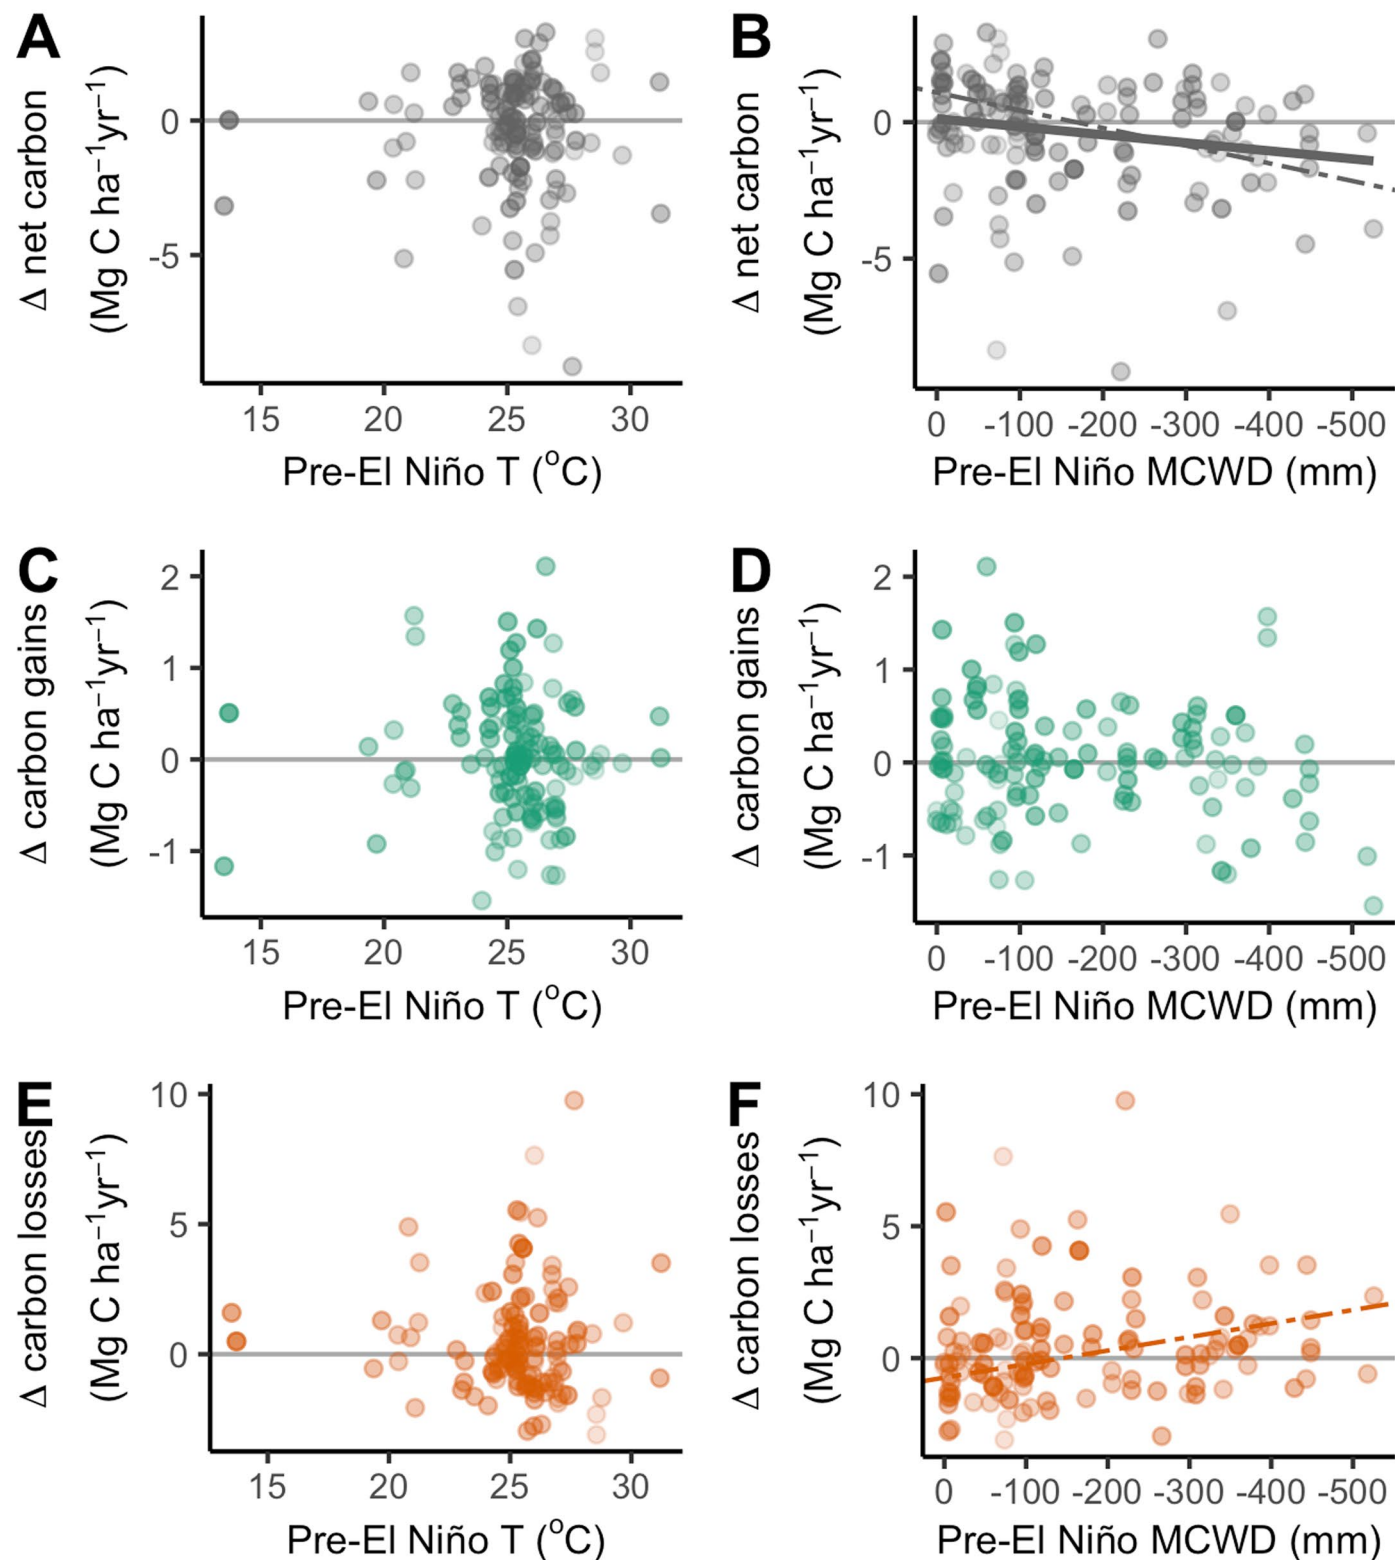 A
Δ net carbon
(Mg C ha⁻¹yr⁻¹)
0
-5
15 20 25 30
Pre-El Niño T (°C)
B
Δ net carbon
(Mg C ha⁻¹yr⁻¹)
0
-5
0 -100 -200 -300 -400 -500
Pre-El Niño MCWD (mm)
C
Δ carbon gains
(Mg C ha⁻¹yr⁻¹)
2
1
0
-1
15 20 25 30
Pre-El Niño T (°C)
D
Δ carbon gains
(Mg C ha⁻¹yr⁻¹)
2
1
0
-1
0 -100 -200 -300 -400 -500
Pre-El Niño MCWD (mm)
E
Δ carbon losses
(Mg C ha⁻¹yr⁻¹)
10
5
0
15 20 25 30
Pre-El Niño T (°C)
F
Δ carbon losses
(Mg C ha⁻¹yr⁻¹)
10
5
0
0 -100 -200 -300 -400 -500
Pre-El Niño MCWD (mm)